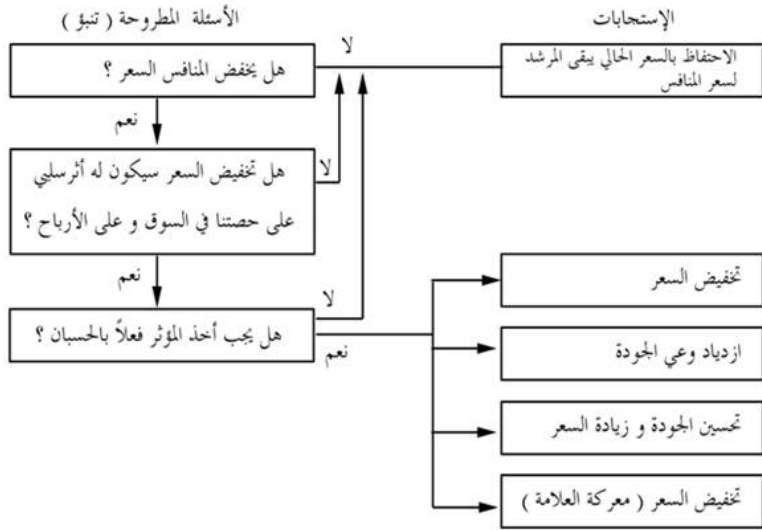 الأسئلة المطروحة ( تنبؤ )
الإستجابات
هل يخفض المنافس السعر ؟
لا
الاحتفاظ بالسعر الحالي يبقى المرشد
لسعر المنافس
نعم
هل تخفيض السعر سيكون له أثرسلبي
على حصتنا في السوق و على الأرباح ؟
لا
نعم
هل يجب أخذ المؤثر فعلاً بالحسبان ؟
لا
نعم
تخفيض السعر
ازدياد وعي الجودة
تحسين الجودة و زيادة السعر
تخفيض السعر ( معركة العلامة )